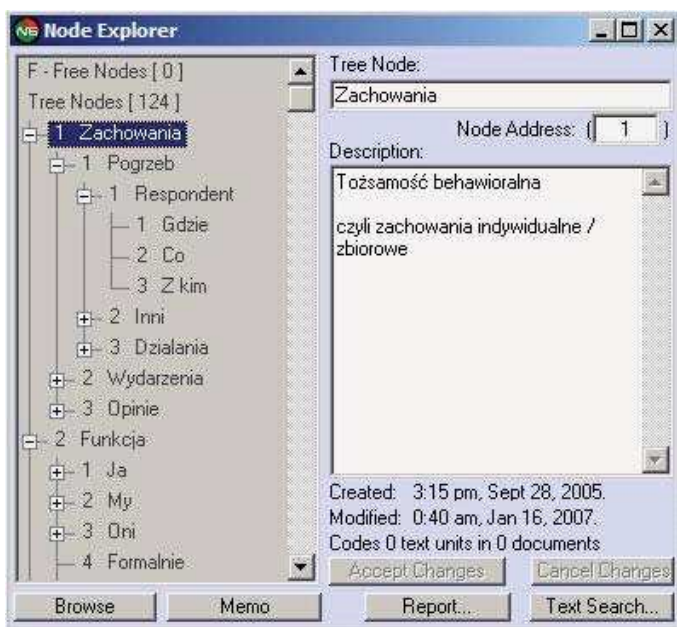 N6 Node Explorer
F - Free Nodes [ 0 ]
Tree Nodes [ 124 ]
1 Zachowania
1 Pogrzeb
1 Respondent
1 Gdzie
2 Co
3 Z kim
2 Inni
3 Dzialania
2 Wydarzenia
3 Opinie
2 Funkcja
1 Ja
2 My
3 Oni
4 Formalnie
Tree Node:
Zachowania
Node Address: ( 1 )
Description:
Tożsamość behawioralna
czyli zachowania indywidualne /
zbiorowe
Created: 3:15 pm, Sept 28, 2005.
Modified: 0:40 am, Jan 16, 2007.
Codes 0 text units in 0 documents
Accept Changes Cancel Changes
Browse Memo Report... Text Search...